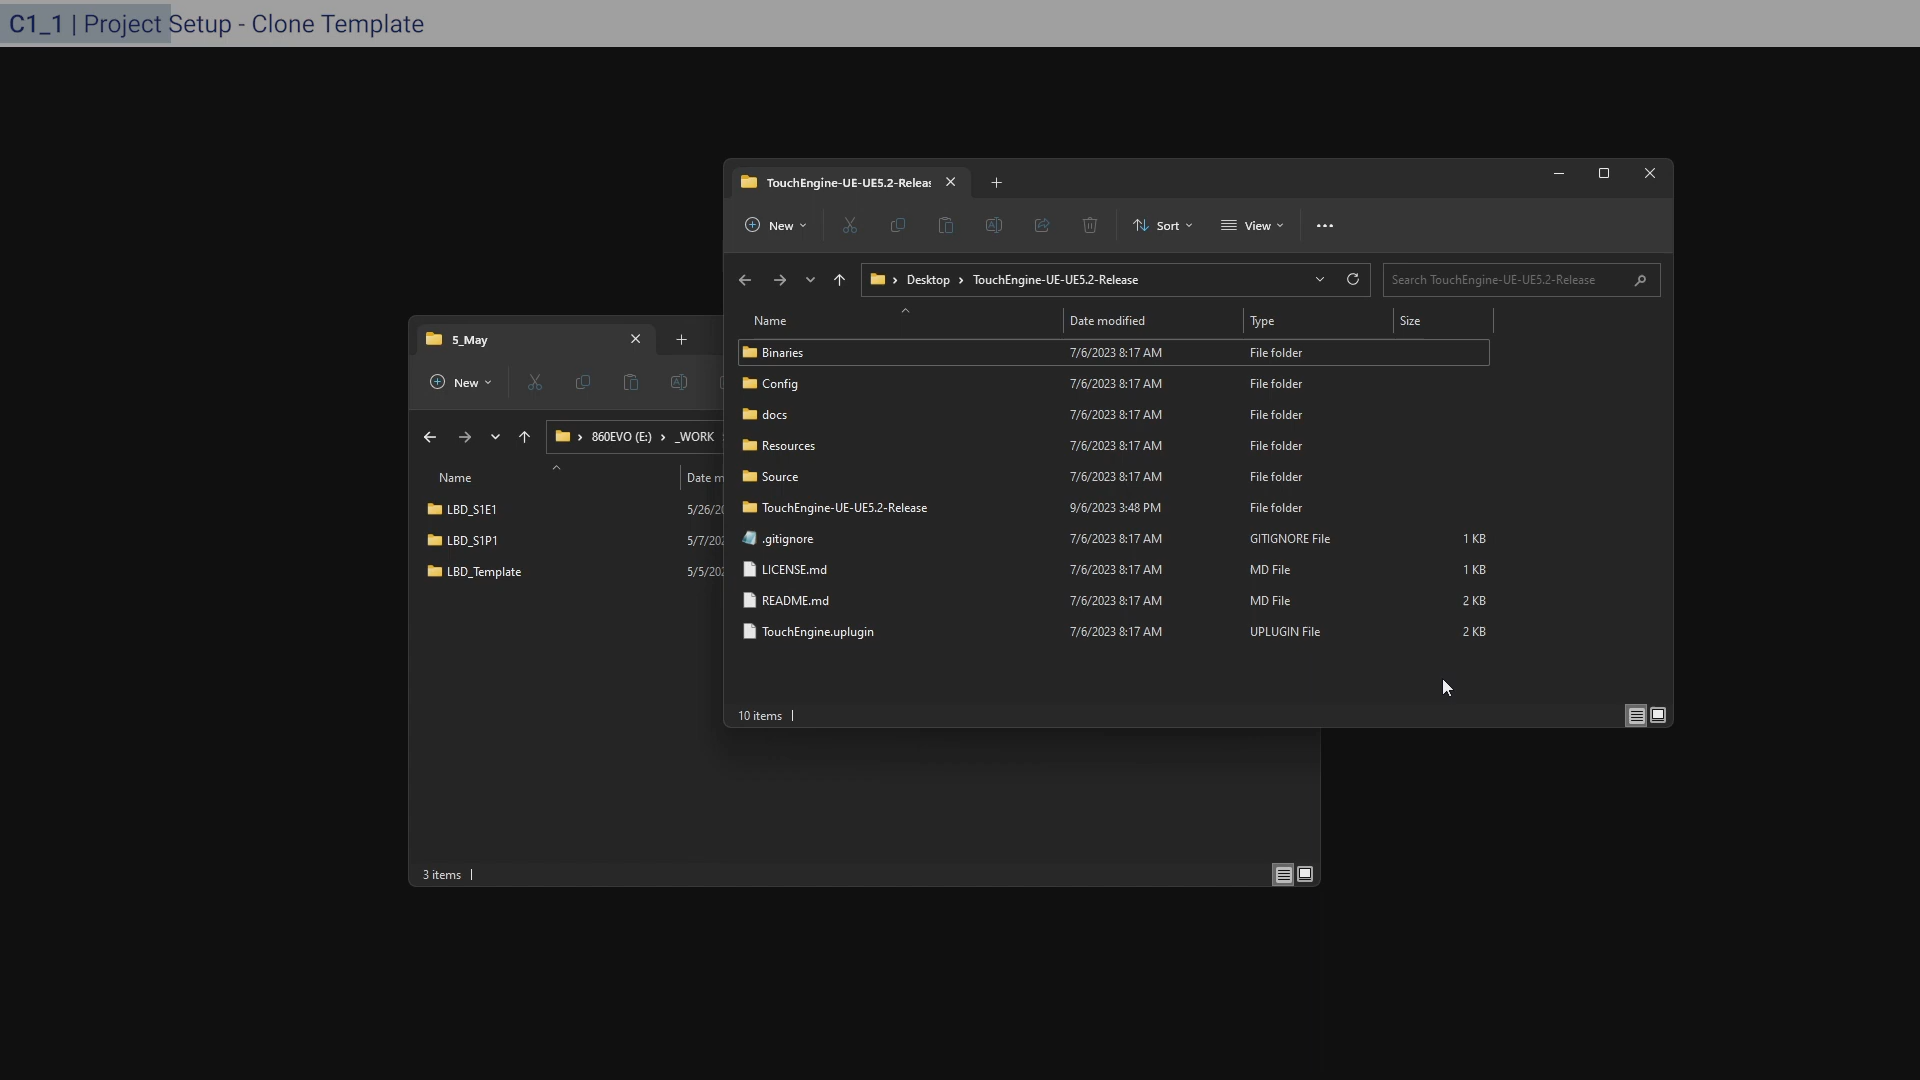 C1_1 | Project Setup - Clone Template
TouchEngine-UE-UE5.2-Releas
New
Sort
View
Desktop > TouchEngine-UE-UE5.2-Release
Search TouchEngine-UE-UE5.2-Release
Name Date modified Type Size
Binaries 7/6/2023 8:17 AM File folder
Config 7/6/2023 8:17 AM File folder
docs 7/6/2023 8:17 AM File folder
Resources 7/6/2023 8:17 AM File folder
Source 7/6/2023 8:17 AM File folder
TouchEngine-UE-UE5.2-Release 9/6/2023 3:48 PM File folder
.gitignore 7/6/2023 8:17 AM GITIGNORE File 1 KB
LICENSE.md 7/6/2023 8:17 AM MD File 1 KB
README.md 7/6/2023 8:17 AM MD File 2 KB
TouchEngine.uplugin 7/6/2023 8:17 AM UPLUGIN File 2 KB
10 items
5_May
New
860EVO (E:) > _WORK
Name Date m
LBD_S1E1 5/26/20
LBD_S1P1 5/7/202
LBD_Template 5/5/202
3 items